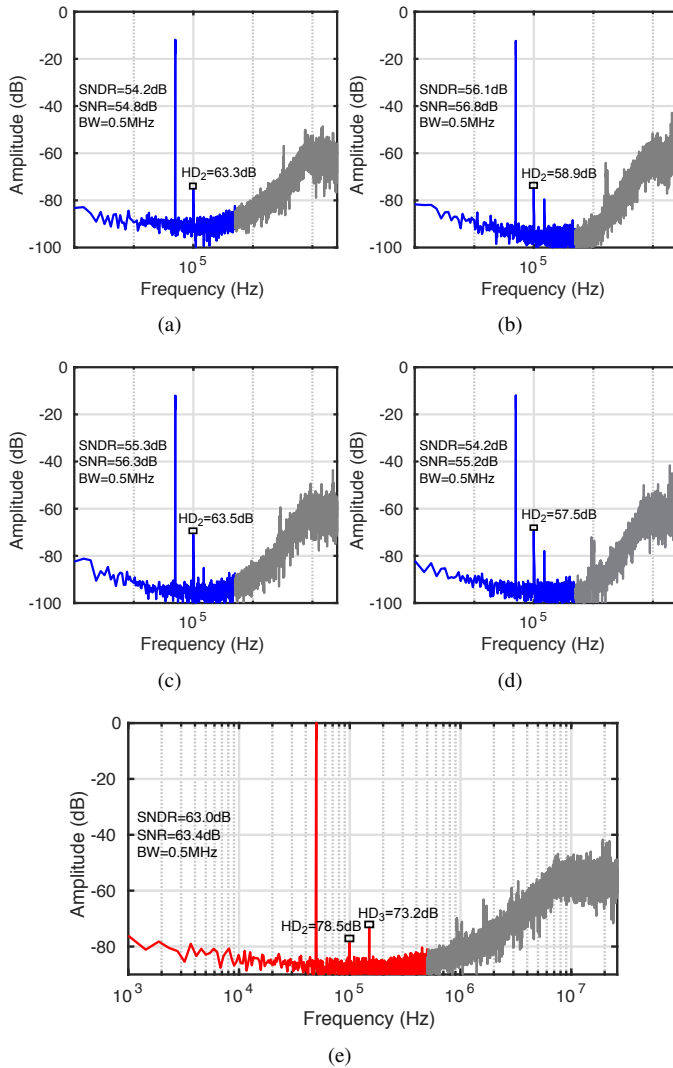 0
-20
-40
-60
-80
-100
Amplitude (dB)
SNDR=54.2dB
SNR=54.8dB
BW=0.5MHz
HD2=63.3dB
10^5
Frequency (Hz)
(a)
0
-20
-40
-60
-80
-100
Amplitude (dB)
SNDR=56.1dB
SNR=56.8dB
BW=0.5MHz
HD2=58.9dB
10^5
Frequency (Hz)
(b)
0
-20
-40
-60
-80
-100
Amplitude (dB)
SNDR=55.3dB
SNR=56.3dB
BW=0.5MHz
HD2=63.5dB
10^5
Frequency (Hz)
(c)
0
-20
-40
-60
-80
-100
Amplitude (dB)
SNDR=54.2dB
SNR=55.2dB
BW=0.5MHz
HD2=57.5dB
10^5
Frequency (Hz)
(d)
0
-20
-40
-60
-80
Amplitude (dB)
SNDR=63.0dB
SNR=63.4dB
BW=0.5MHz
HD2=78.5dB
HD3=73.2dB
10^3 10^4 10^5 10^6 10^7
Frequency (Hz)
(e)